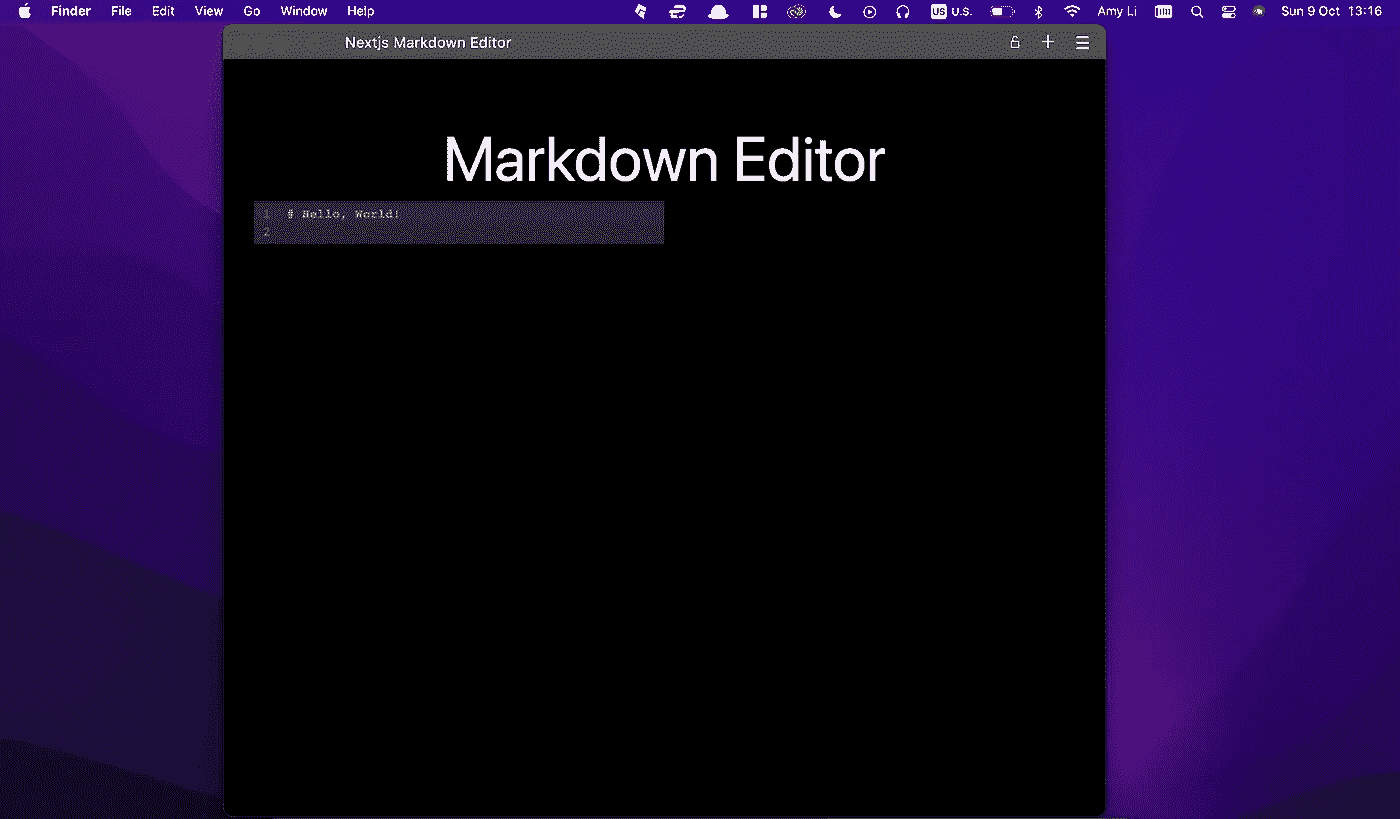 Finder File Edit View Go Window Help US U.S. Amy Li Sun 9 Oct 13:16
Nextjs Markdown Editor
Markdown Editor
1 # Hello, World!
2